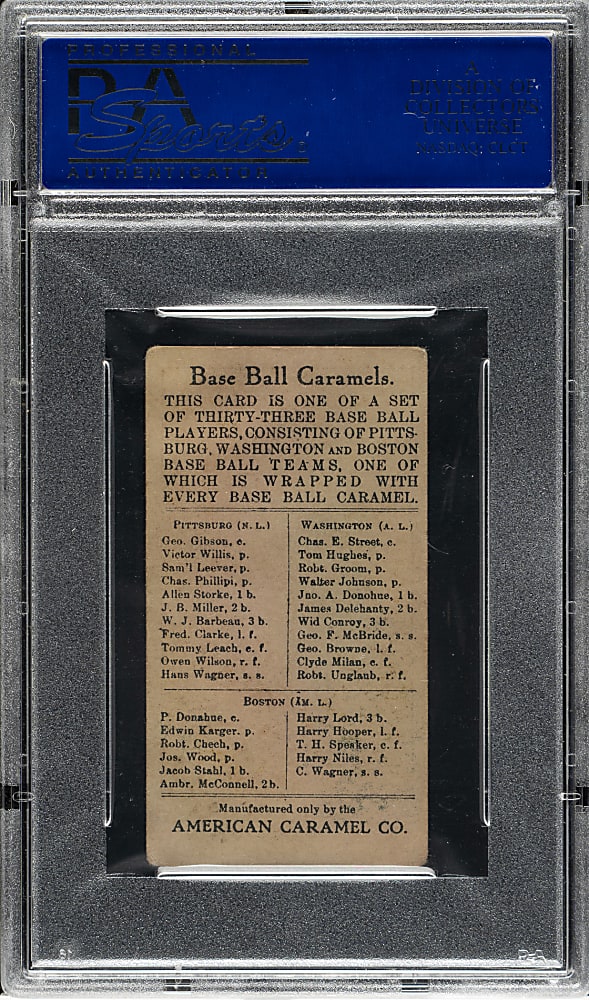 PROFESSIONAL
PSA
Sports
AUTHENTICATOR
A
DIVISION OF
COLLECTORS
UNIVERSE
NASDAQ: CLCT
Base Ball Caramels.
THIS CARD IS ONE OF A SET
OF THIRTY-THREE BASE BALL
PLAYERS, CONSISTING OF PITTS-
BURG, WASHINGTON AND BOSTON
BASE BALL TEAMS, ONE OF
WHICH IS WRAPPED WITH
EVERY BASE BALL CARAMEL.
PITTSBURG (N. L.)
Geo. Gibson, c.
Victor Willis, p.
Sam'l Leever, p.
Chas. Phillipi, p.
Allen Storke, 1 b.
J. B. Miller, 2 b.
W. J. Barbeau, 3 b.
Fred. Clarke, l. f.
Tommy Leach, c. f.
Owen Wilson, r. f.
Hans Wagner, s. s.
WASHINGTON (A. L.)
Chas. E. Street, c.
Tom Hughes, p.
Robt. Groom, p.
Walter Johnson, p.
Jno. A. Donohue, 1 b.
James Delehanty, 2 b.
Wid Conroy, 3 b.
Geo. F. McBride, s. s.
Geo. Browne, l. f.
Clyde Milan, c. f.
Robt. Unglaub, r. f.
BOSTON (AM. L.)
P. Donahue, c.
Edwin Karger, p.
Robt. Chech, p.
Jos. Wood, p.
Jacob Stahl, 1 b.
Ambr. McConnell, 2 b.
Harry Lord, 3 b.
Harry Hooper, l. f.
T. H. Speaker, c. f.
Harry Niles, r. f.
C. Wagner, s. s.
Manufactured only by the
AMERICAN CARAMEL CO.
PSA